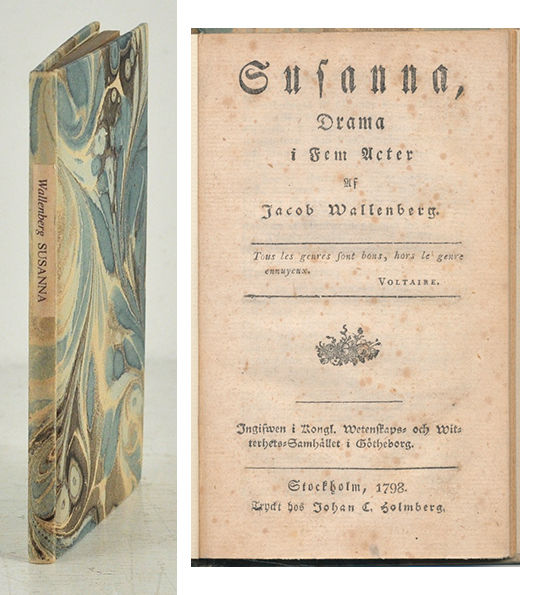 Wallenberg SUSANNA
Suſanna,
Drama
i Fem Acter
Af
Jacob Wallenberg.
Tous les genres ſont bons, hors le genre
ennuyeux.
VOLTAIRE.
Ingifwen i Kongl. Wetenſkaps- och Wit-
terhets-Samhället i Götheborg.
Stockholm, 1798.
Tryckt hos Johan C. Holmberg.